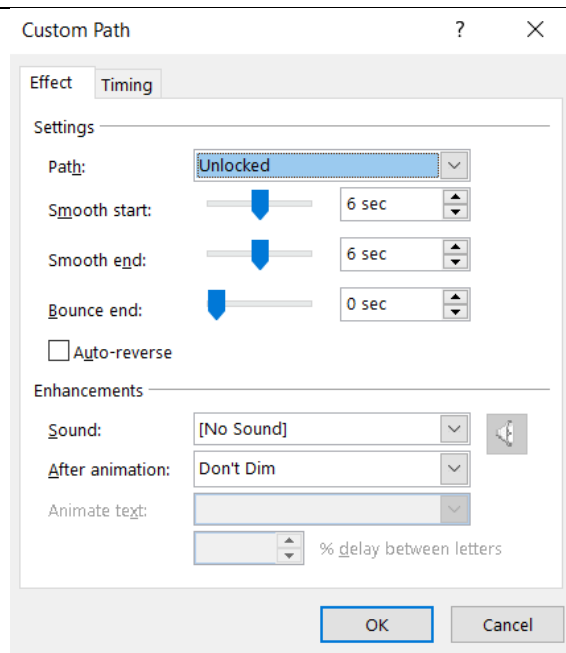 Custom Path ?
Effect Timing
Settings
Path: Unlocked
Smooth start: 6 sec
Smooth end: 6 sec
Bounce end: 0 sec
Auto-reverse
Enhancements
Sound: [No Sound]
After animation: Don't Dim
Animate text:
% delay between letters
OK Cancel